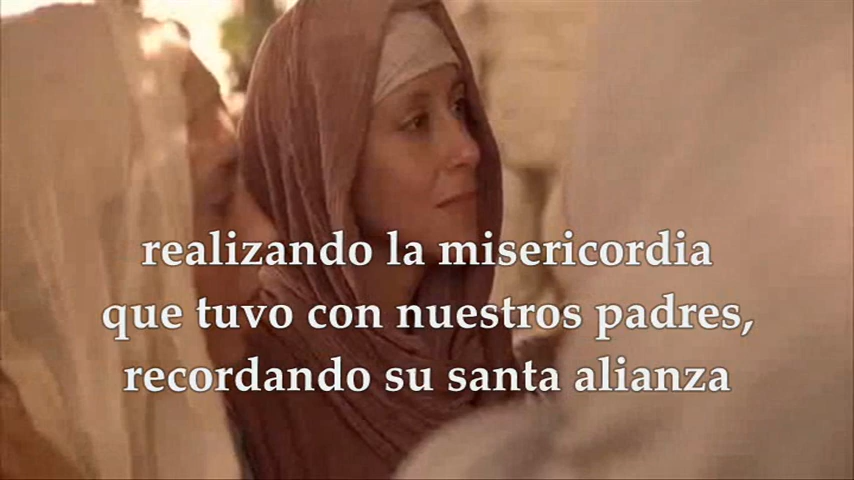 realizando la misericordia
que tuvo con nuestros padres,
recordando su santa alianza